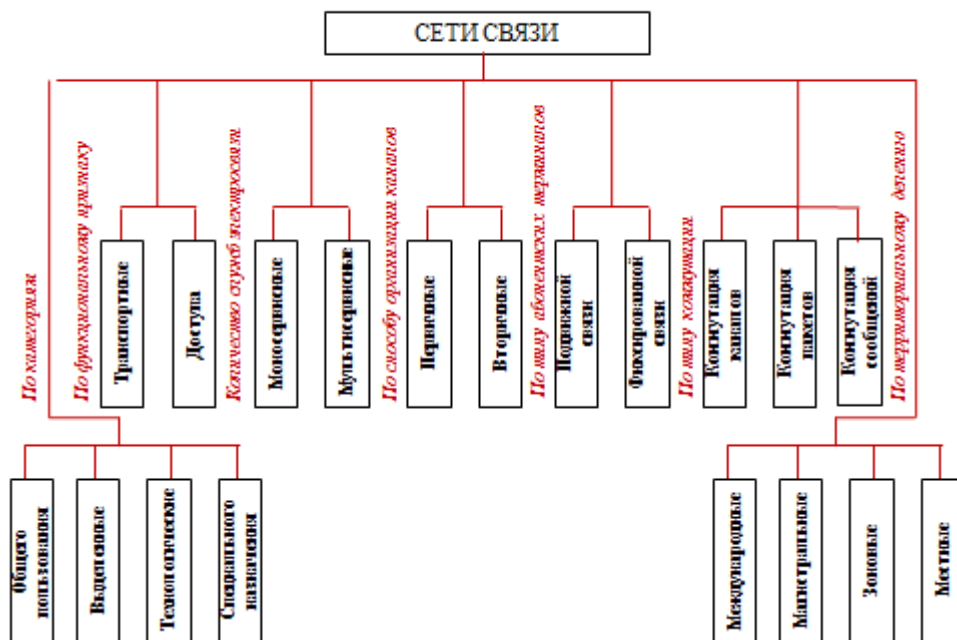 СЕТИ СВЯЗИ
По категориям
По функциональному признаку
Количество служб электросвязи
По способу организации каналов
По типу абонентских терминалов
По типу коммутации
По территориальному делению
Транспортные
Доступа
Моносервисные
Мультисервисные
Первичные
Вторичные
Подвижной
связи
Фиксированной
связи
Коммутация
каналов
Коммутация
пакетов
Коммутация
сообщений
Общего
пользования
Выделенные
Технологические
Специального
назначения
Международные
Магистральные
Зоновые
Местные